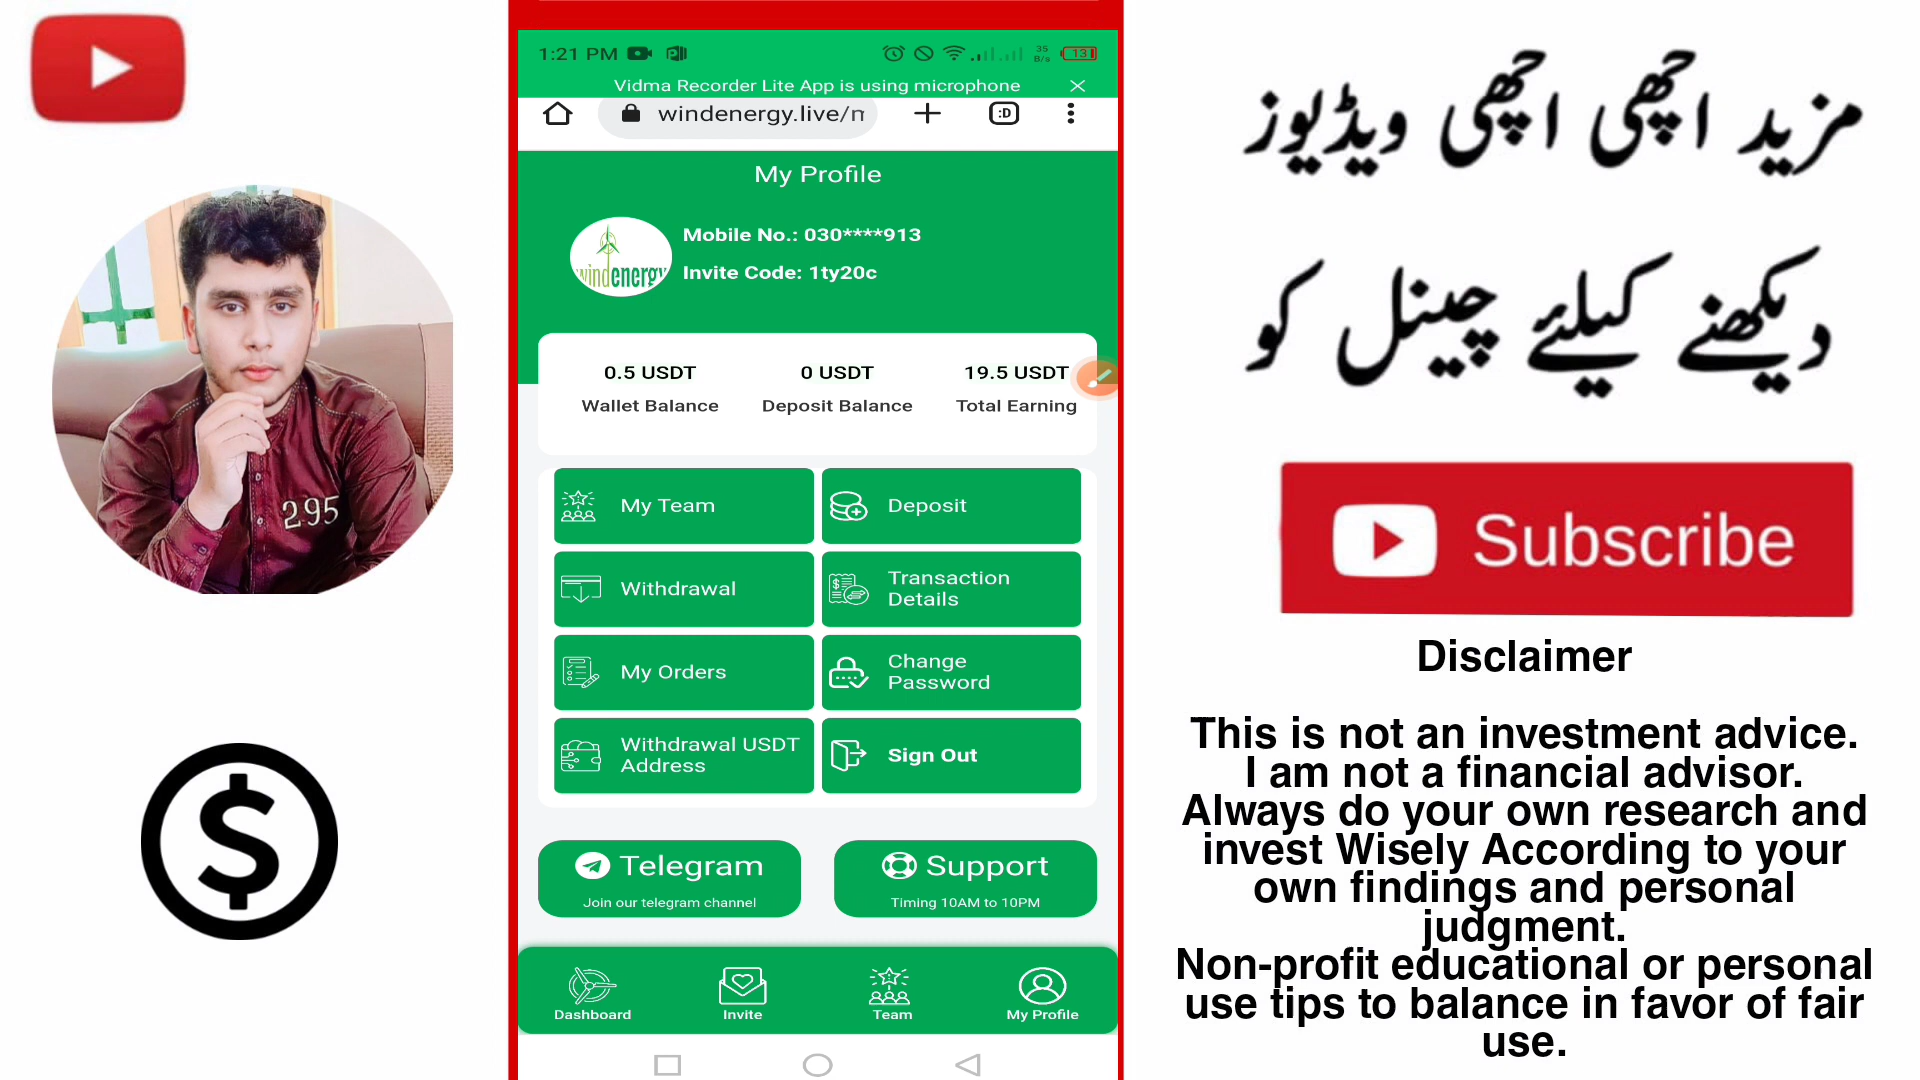 1:21 PM
35
B/s
13
Vidma Recorder Lite App is using microphone
windenergy.live/m
:D
My Profile
windenergy
Mobile No.: 030****913
Invite Code: 1ty20c
0.5 USDT
Wallet Balance
0 USDT
Deposit Balance
19.5 USDT
Total Earning
My Team
Deposit
Withdrawal
Transaction
Details
My Orders
Change
Password
Withdrawal USDT
Address
Sign Out
Telegram
Join our telegram channel
Support
Timing 10AM to 10PM
Dashboard
Invite
Team
My Profile
295
مزید اچھی اچھی ویڈیوز
دیکھنے کیلئے چینل کو
Subscribe
Disclaimer
This is not an investment advice.
I am not a financial advisor.
Always do your own research and
invest Wisely According to your
own findings and personal
judgment.
Non-profit educational or personal
use tips to balance in favor of fair
use.